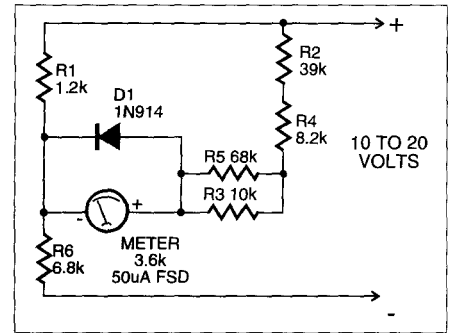 +
R1
1.2k
R2
39k
D1
1N914
R4
8.2k
R5 68k
R3 10k
10 TO 20
VOLTS
-
+
METER
3.6k
50uA FSD
R6
6.8k
-